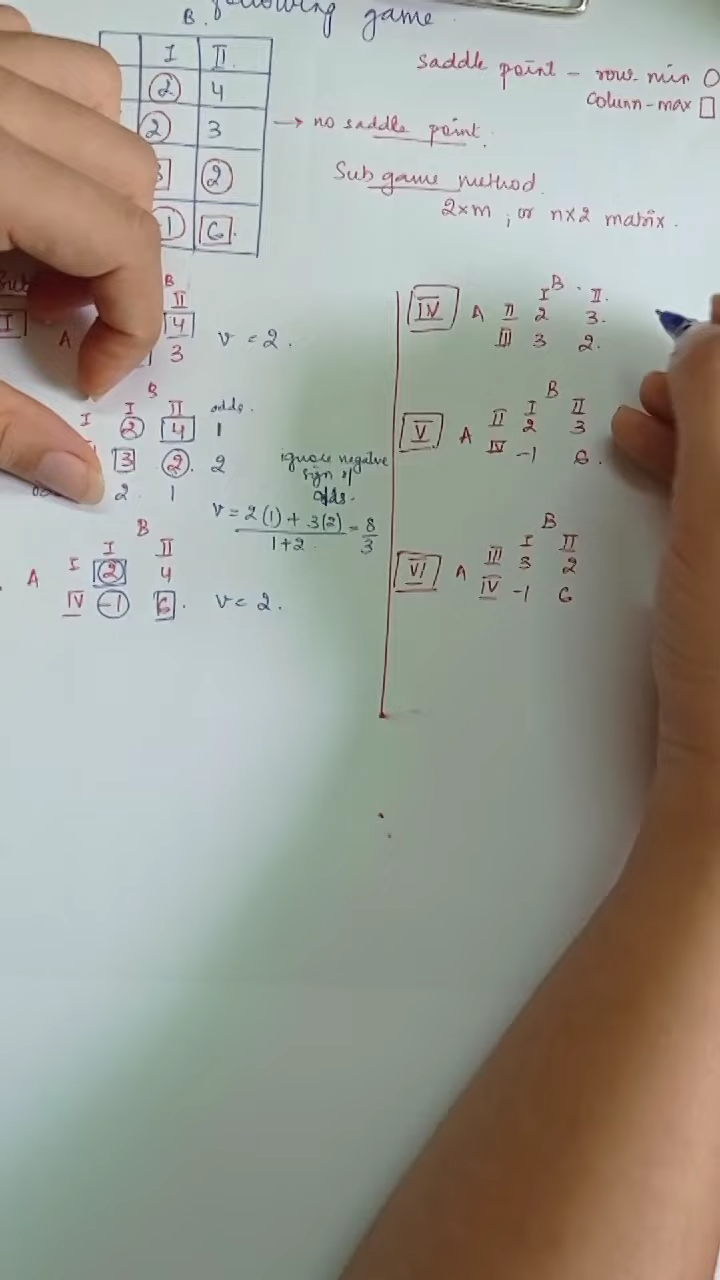 B. following game.
I II
2 4
2 3 → no saddle point.
2
-1 6.
saddle point - row min O
column-max □
Sub game method.
2×m, or n×2 matrix.
I A B
II
4
3 V = 2.
B
I II odds.
I 2 4 1
3 2. 2
2 1
ignore negative
sign of
odds.
V = 2(1) + 3(2) / 1+2 = 8/3
B
I II
A I 2 4
IV -1 6. V = 2.
IV B
I II.
A II 2 3.
III 3 2.
V B
I II
A II 2 3
IV -1 6.
VI B
I II
A III 3 2
IV -1 6